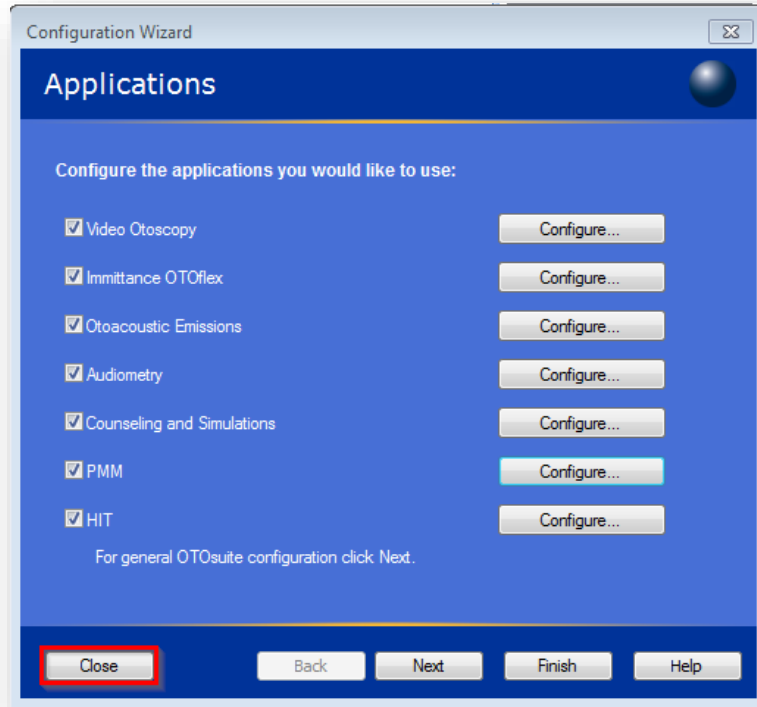 Configuration Wizard
Applications
Configure the applications you would like to use:
Video Otoscopy Configure...
Immittance OTOflex Configure...
Otoacoustic Emissions Configure...
Audiometry Configure...
Counseling and Simulations Configure...
PMM Configure...
HIT Configure...
For general OTOsuite configuration click Next.
Close Back Next Finish Help